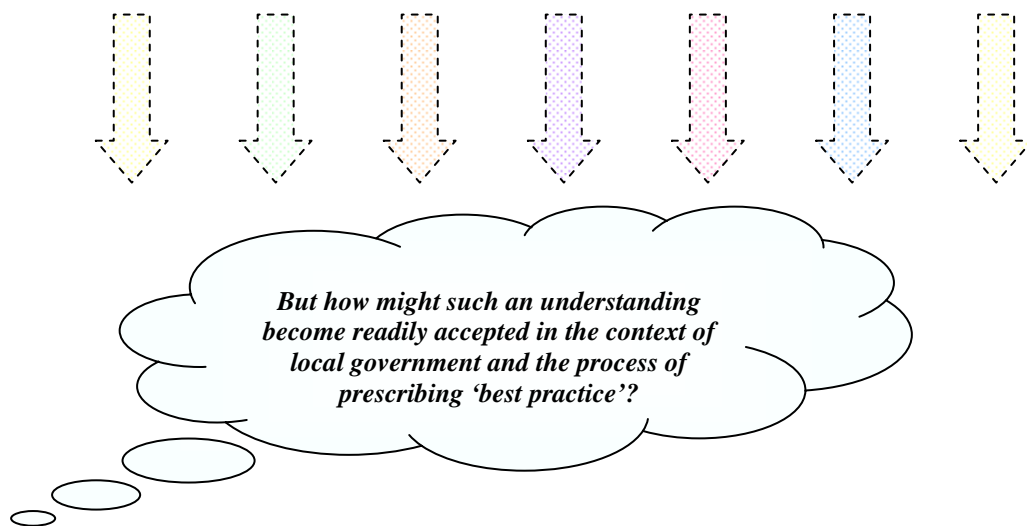 But how might such an understanding
become readily accepted in the context of
local government and the process of
prescribing ‘best practice’?